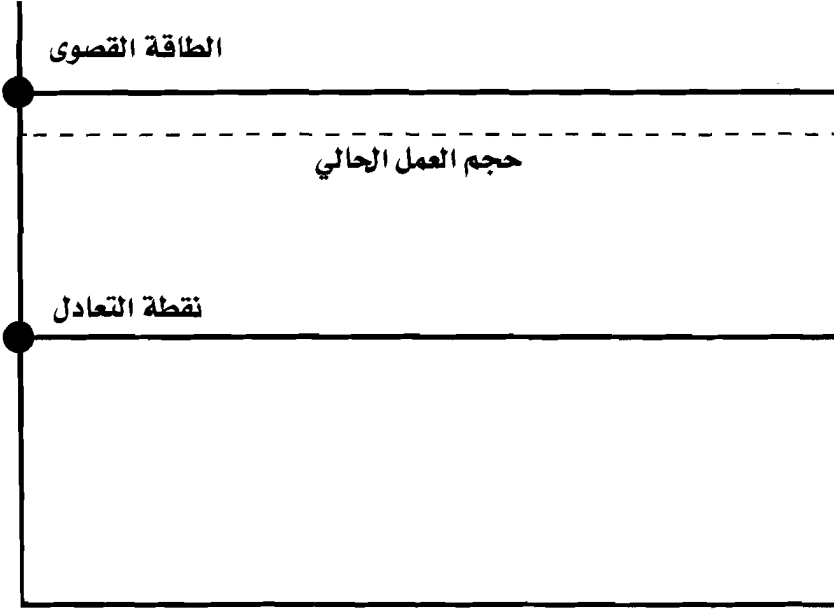 الطاقة القصوى
حجم العمل الحالي
نقطة التعادل